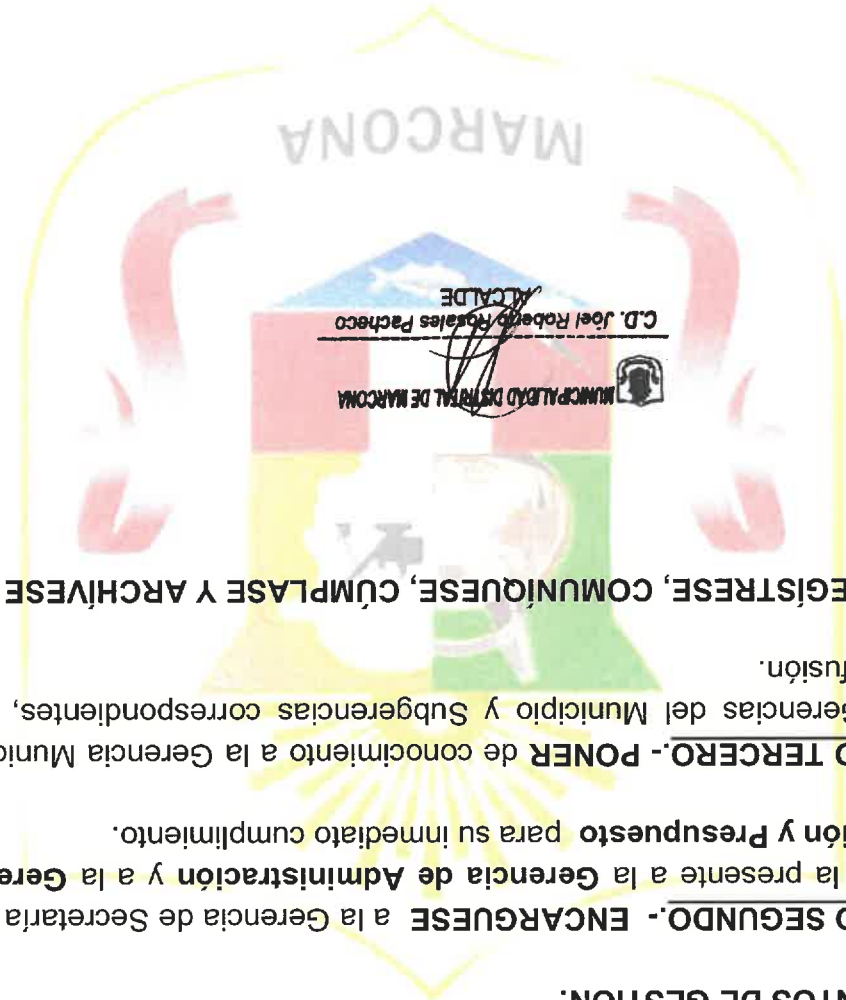 NTOS DE GESTION.
O SEGUNDO.- ENCARGUESE a la Gerencia de Secretaría
la presente a la Gerencia de Administración y a la Gere
ión y Presupuesto para su inmediato cumplimiento.
O TERCERO.- PONER de conocimiento a la Gerencia Munic
Gerencias del Municipio y Subgerencias correspondientes,
fusión.
EGÍSTRESE, COMUNÍQUESE, CÚMPLASE Y ARCHÍVESE
MUNICIPALIDAD DISTRITAL DE MARCONA
C.D. Joel Roberto Rosales Pacheco
ALCALDE
MARCONA